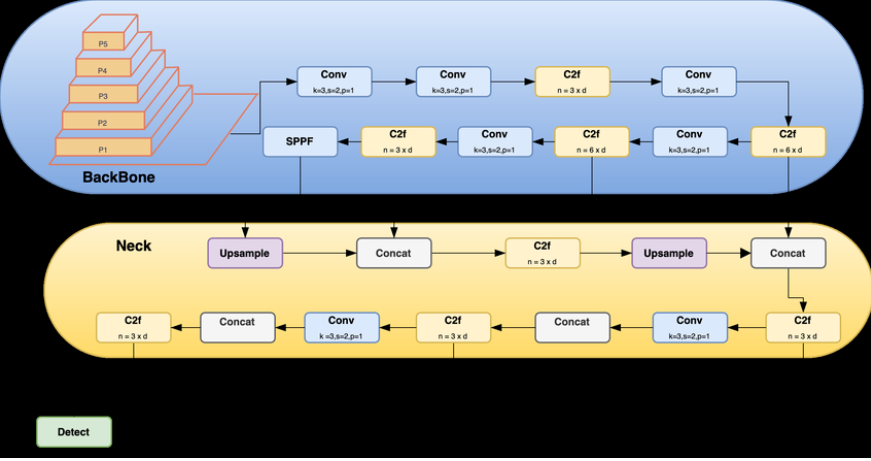 P5
P4
P3
P2
P1
BackBone
Conv
k=3,s=2,p=1
Conv
k=3,s=2,p=1
C2f
n = 3 x d
Conv
k=3,s=2,p=1
SPPF
C2f
n = 3 x d
Conv
k=3,s=2,p=1
C2f
n = 6 x d
Conv
k=3,s=2,p=1
C2f
n = 6 x d
Neck
Upsample
Concat
C2f
n = 3 x d
Upsample
Concat
C2f
n = 3 x d
Concat
Conv
k =3,s=2,p=1
C2f
n = 3 x d
Concat
Conv
k=3,s=2,p=1
C2f
n = 3 x d
Detect